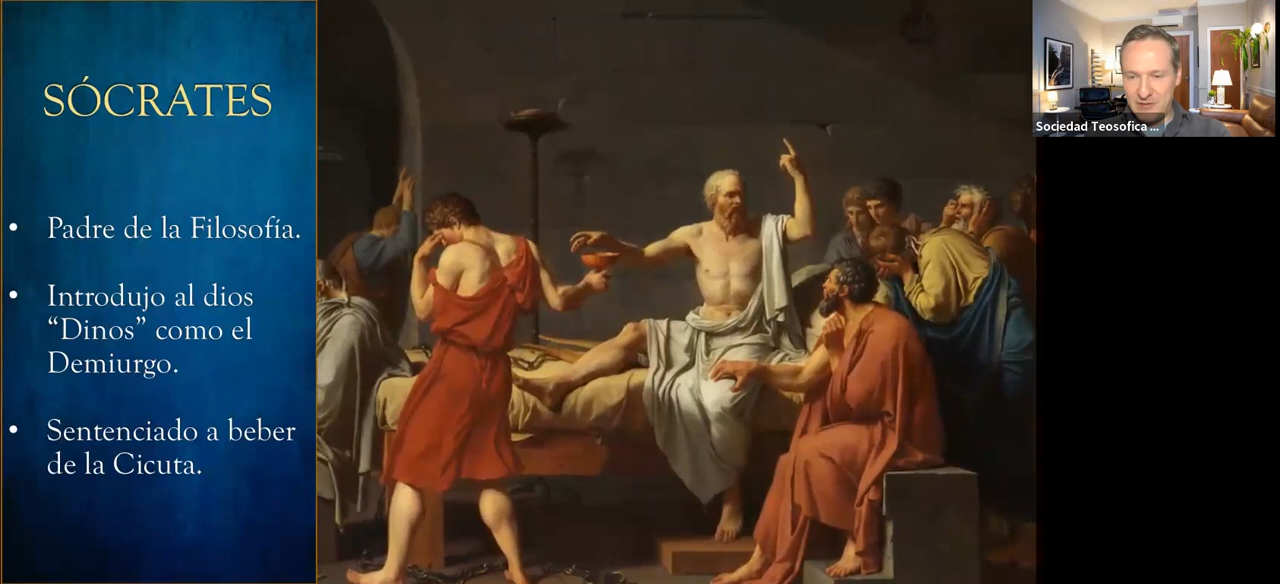 SÓCRATES
• Padre de la Filosofía.
• Introdujo al dios
“Dinos” como el
Demiurgo.
• Sentenciado a beber
de la Cicuta.
Sociedad Teosofica ...